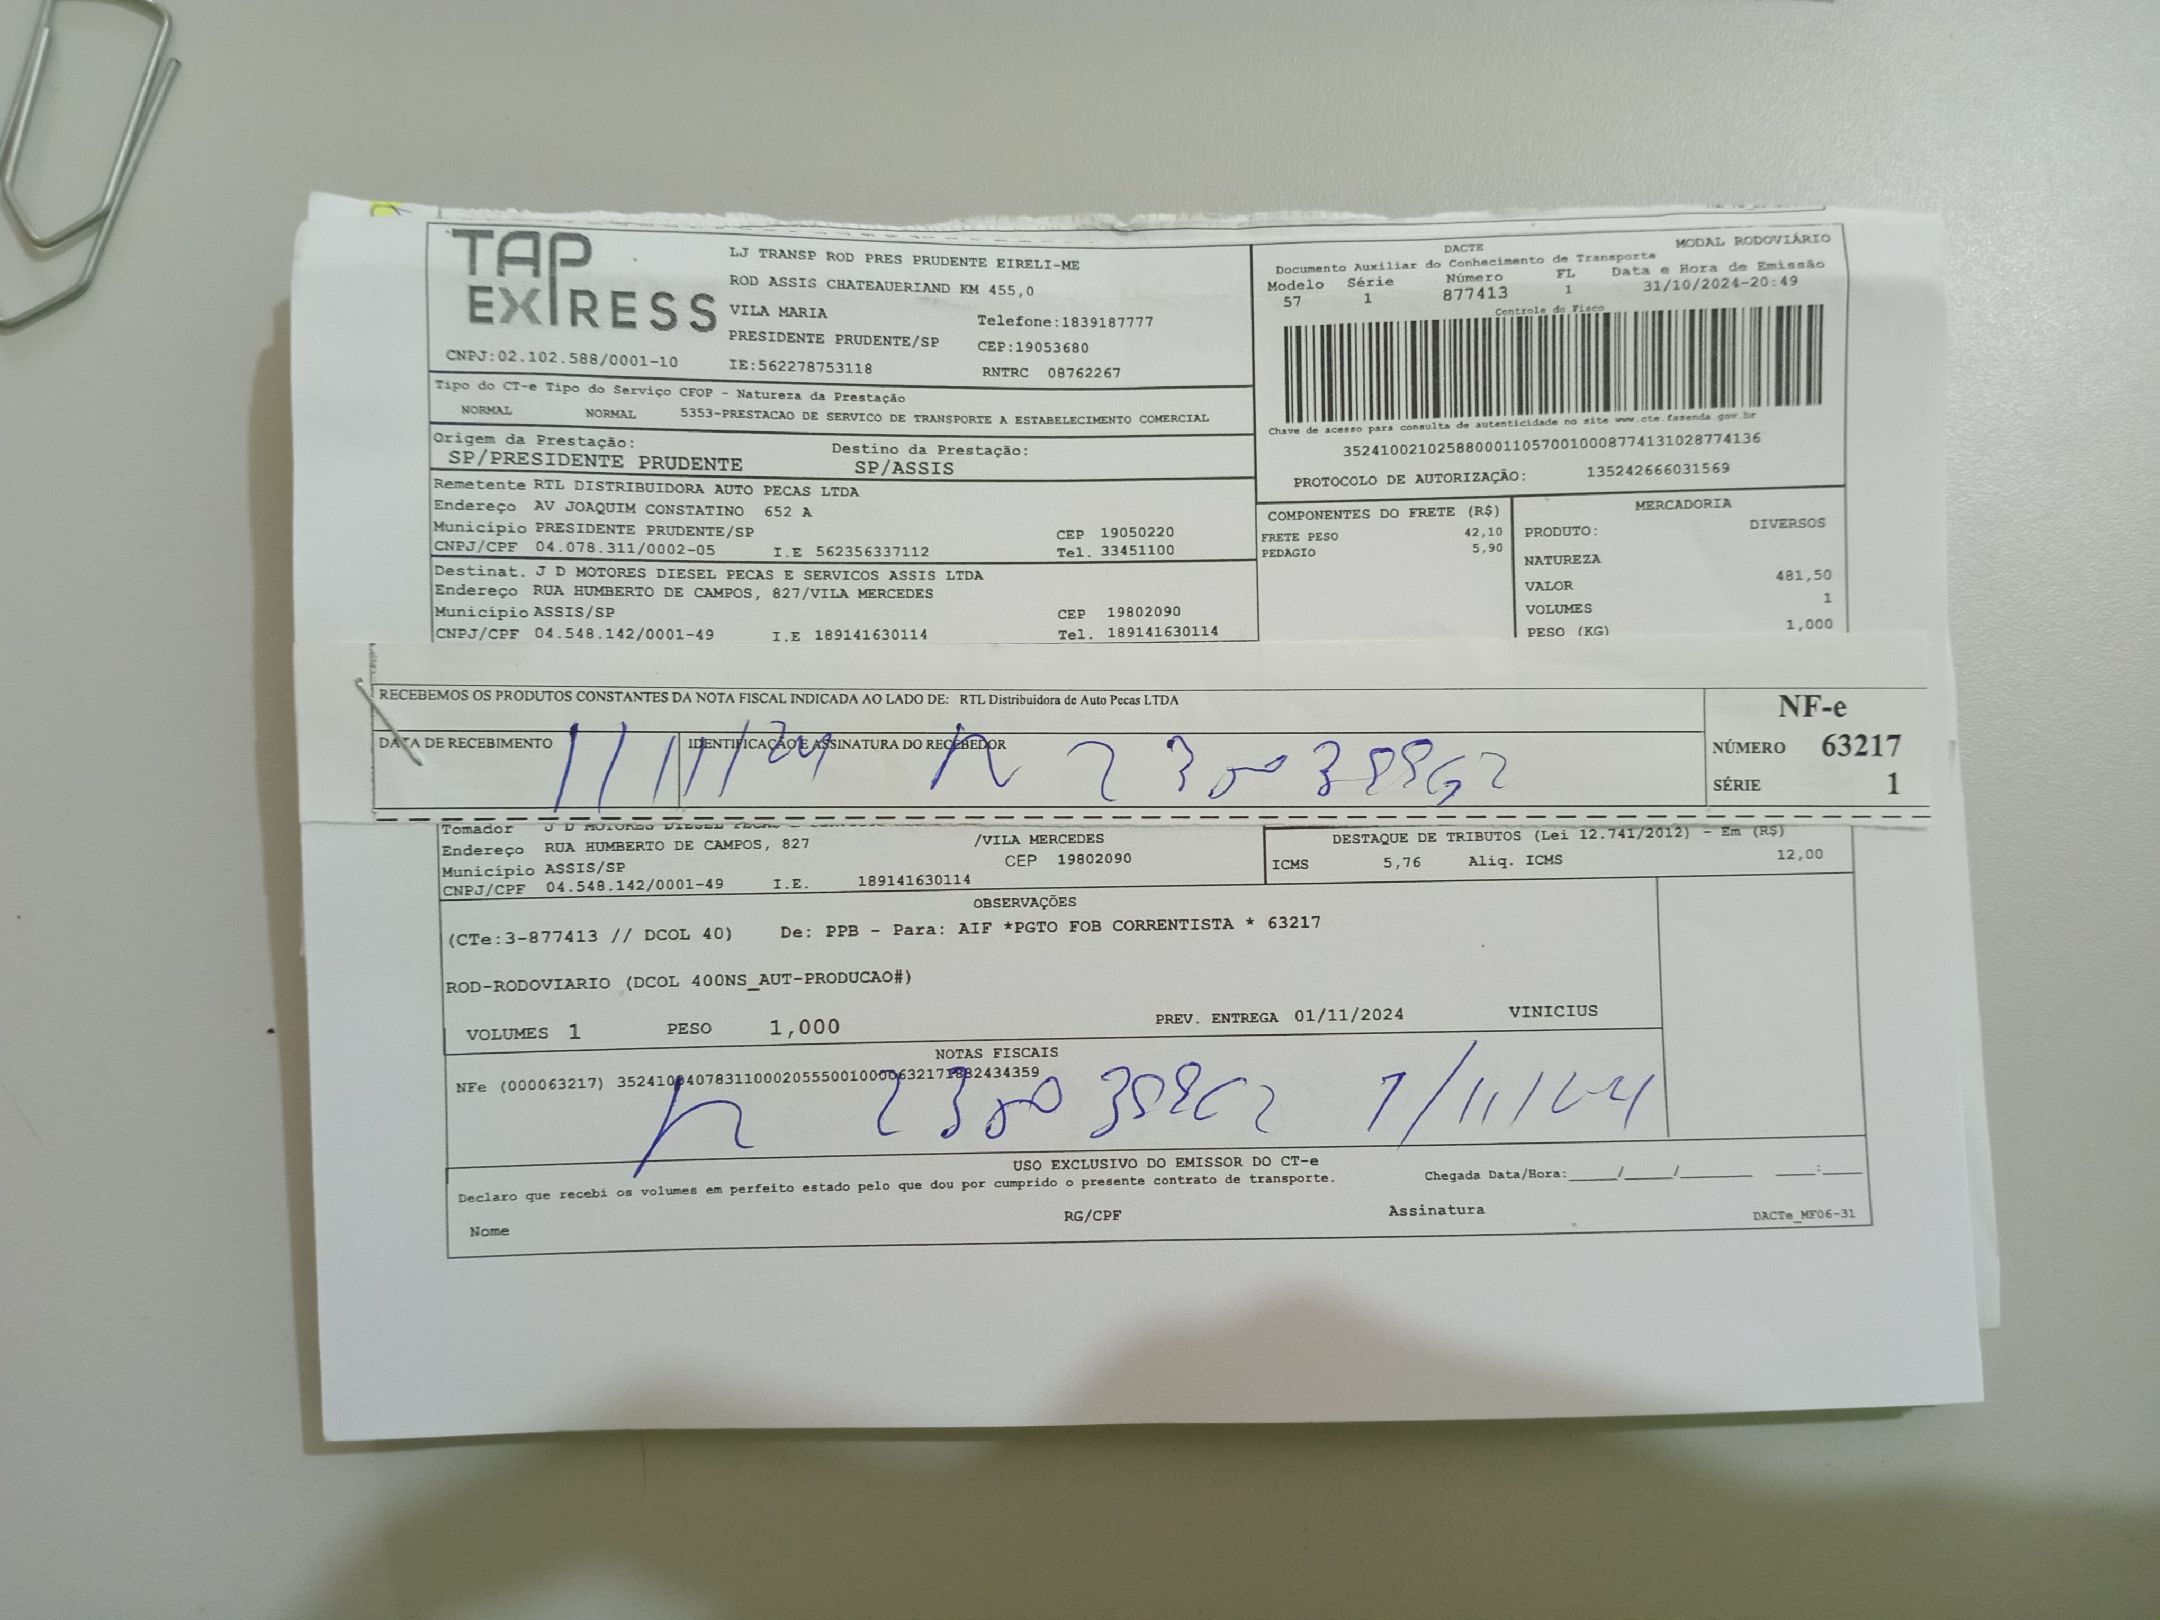 TAP
EXPRESS
CNPJ:02.102.588/0001-10
LJ TRANSP ROD PRES PRUDENTE EIRELI-ME
ROD ASSIS CHATEAUERIAND KM 455,0
VILA MARIA Telefone:1839187777
PRESIDENTE PRUDENTE/SP CEP:19053680
IE:562278753118 RNTRC 08762267
DACTE MODAL RODOVIÁRIO
Documento Auxiliar do Conhecimento de Transporte
Modelo Série Número FL Data e Hora de Emissão
57 1 877413 1 31/10/2024-20:49
Controle do Fisco
Chave de acesso para consulta de autenticidade no site www.cte.fazenda.gov.br
35241002102588000110570010008774131028774136
PROTOCOLO DE AUTORIZAÇÃO: 135242666031569
Tipo do CT-e Tipo do Serviço CFOP - Natureza da Prestação
NORMAL NORMAL 5353-PRESTACAO DE SERVICO DE TRANSPORTE A ESTABELECIMENTO COMERCIAL
Origem da Prestação: Destino da Prestação:
SP/PRESIDENTE PRUDENTE SP/ASSIS
Remetente RTL DISTRIBUIDORA AUTO PECAS LTDA
Endereço AV JOAQUIM CONSTATINO 652 A
Município PRESIDENTE PRUDENTE/SP CEP 19050220
CNPJ/CPF 04.078.311/0002-05 I.E 562356337112 Tel. 33451100
Destinat. J D MOTORES DIESEL PECAS E SERVICOS ASSIS LTDA
Endereço RUA HUMBERTO DE CAMPOS, 827/VILA MERCEDES
Município ASSIS/SP CEP 19802090
CNPJ/CPF 04.548.142/0001-49 I.E 189141630114 Tel. 189141630114
COMPONENTES DO FRETE (R$)
FRETE PESO 42,10
PEDAGIO 5,90
MERCADORIA
PRODUTO: DIVERSOS
NATUREZA
VALOR 481,50
VOLUMES 1
PESO (KG) 1,000
RECEBEMOS OS PRODUTOS CONSTANTES DA NOTA FISCAL INDICADA AO LADO DE: RTL Distribuidora de Auto Pecas LTDA
DATA DE RECEBIMENTO IDENTIFICAÇÃO E ASSINATURA DO RECEBEDOR
1/11/24
NF-e
NÚMERO 63217
SÉRIE 1
Tomador J D MOTORES DIESEL
Endereço RUA HUMBERTO DE CAMPOS, 827 /VILA MERCEDES
Município ASSIS/SP CEP 19802090
CNPJ/CPF 04.548.142/0001-49 I.E. 189141630114
DESTAQUE DE TRIBUTOS (Lei 12.741/2012) - Em (R$)
ICMS 5,76 Aliq. ICMS 12,00
OBSERVAÇÕES
(CTe:3-877413 // DCOL 40) De: PPB - Para: AIF *PGTO FOB CORRENTISTA * 63217
ROD-RODOVIARIO (DCOL 400NS_AUT-PRODUCAO#)
VOLUMES 1 PESO 1,000 PREV. ENTREGA 01/11/2024 VINICIUS
NOTAS FISCAIS
NFe (000063217)
1/11/24
USO EXCLUSIVO DO EMISSOR DO CT-e
Declaro que recebi os volumes em perfeito estado pelo que dou por cumprido o presente contrato de transporte. Chegada Data/Hora:____/____/______ ___:___
Nome RG/CPF Assinatura DACTe_MF06-31